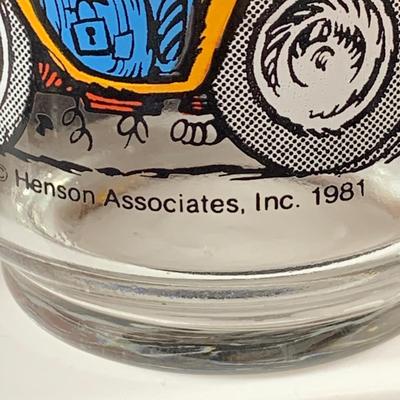 © Henson Associates, Inc. 1981